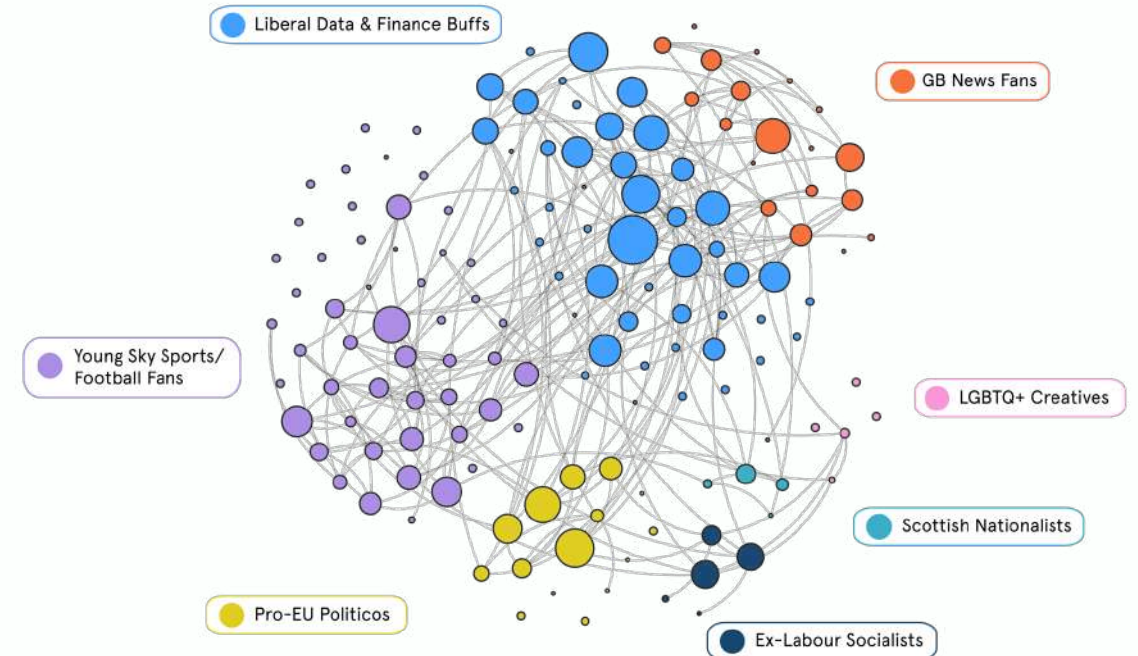 Liberal Data & Finance Buffs
GB News Fans
Young Sky Sports/
Football Fans
LGBTQ+ Creatives
Scottish Nationalists
Pro-EU Politicos
Ex-Labour Socialists